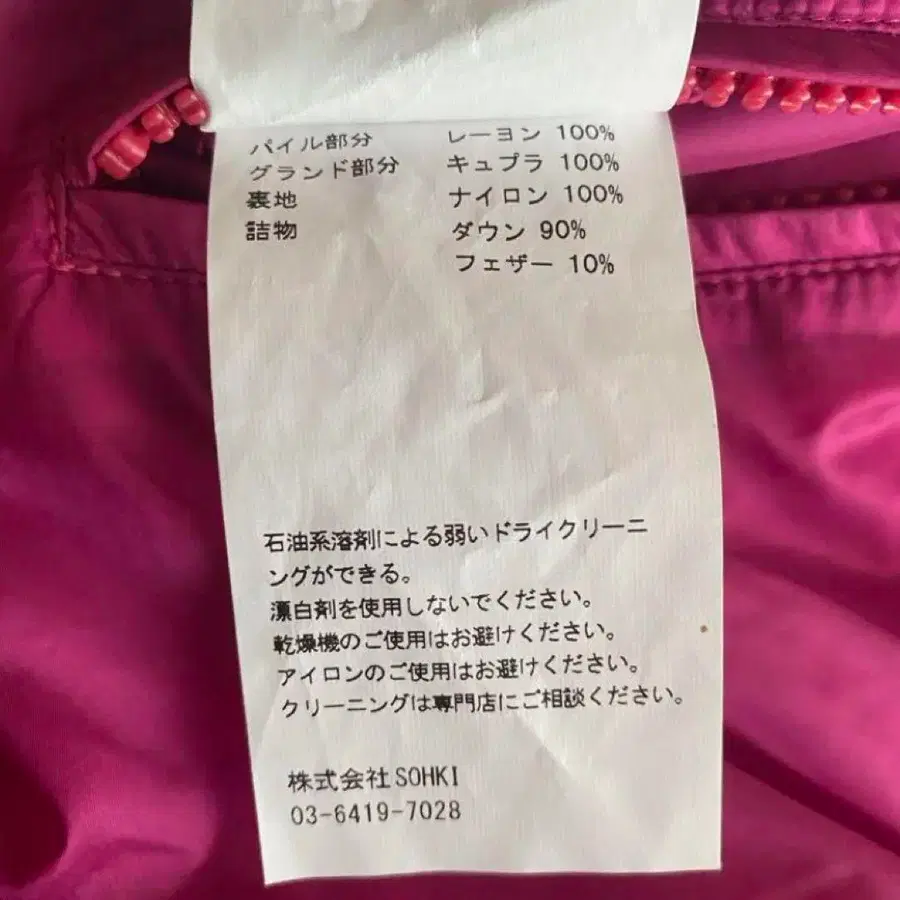 パイル部分 レーヨン 100%
グランド部分 キュプラ 100%
裏地 ナイロン 100%
詰物 ダウン 90%
フェザー 10%
石油系溶剤による弱いドライクリーニ
ングができる。
漂白剤を使用しないでください。
乾燥機のご使用はお避けください。
アイロンのご使用はお避けください。
クリーニングは専門店にご相談ください。
株式会社SOHKI
03-6419-7028